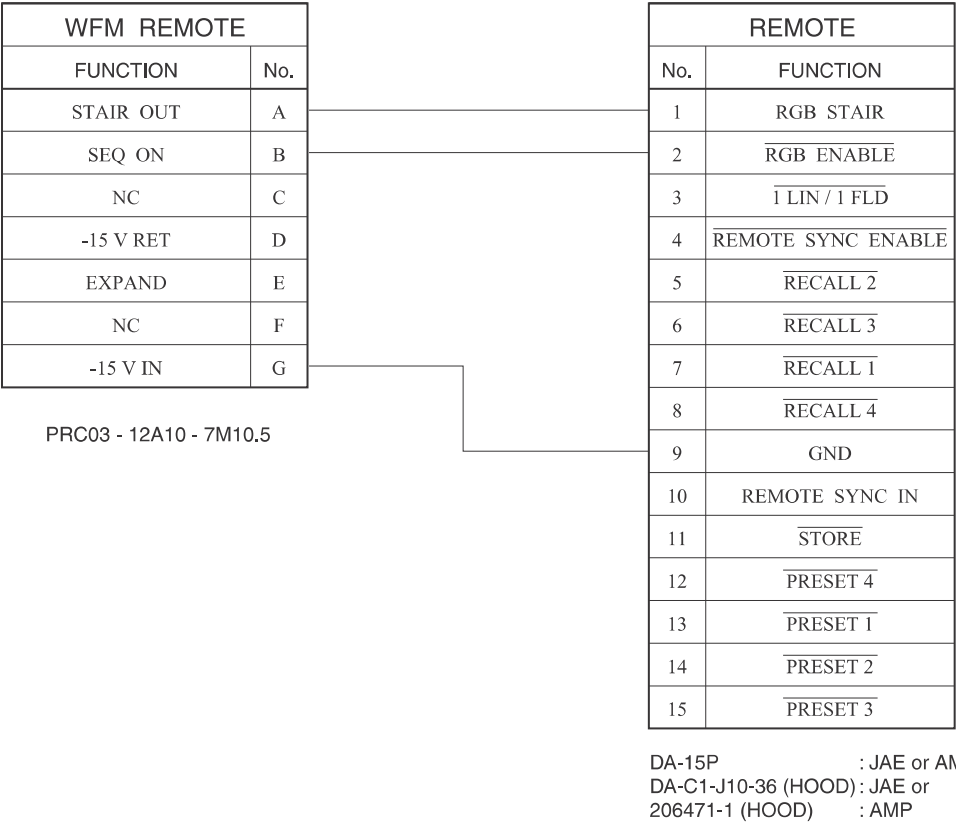 WFM REMOTE
FUNCTION No.
STAIR OUT A
SEQ ON B
NC C
-15 V RET D
EXPAND E
NC F
-15 V IN G
PRC03 - 12A10 - 7M10.5
REMOTE
No. FUNCTION
1 RGB STAIR
2 RGB ENABLE
3 1 LIN / 1 FLD
4 REMOTE SYNC ENABLE
5 RECALL 2
6 RECALL 3
7 RECALL 1
8 RECALL 4
9 GND
10 REMOTE SYNC IN
11 STORE
12 PRESET 4
13 PRESET 1
14 PRESET 2
15 PRESET 3
DA-15P : JAE or
DA-C1-J10-36 (HOOD) : JAE or
206471-1 (HOOD) : AMP